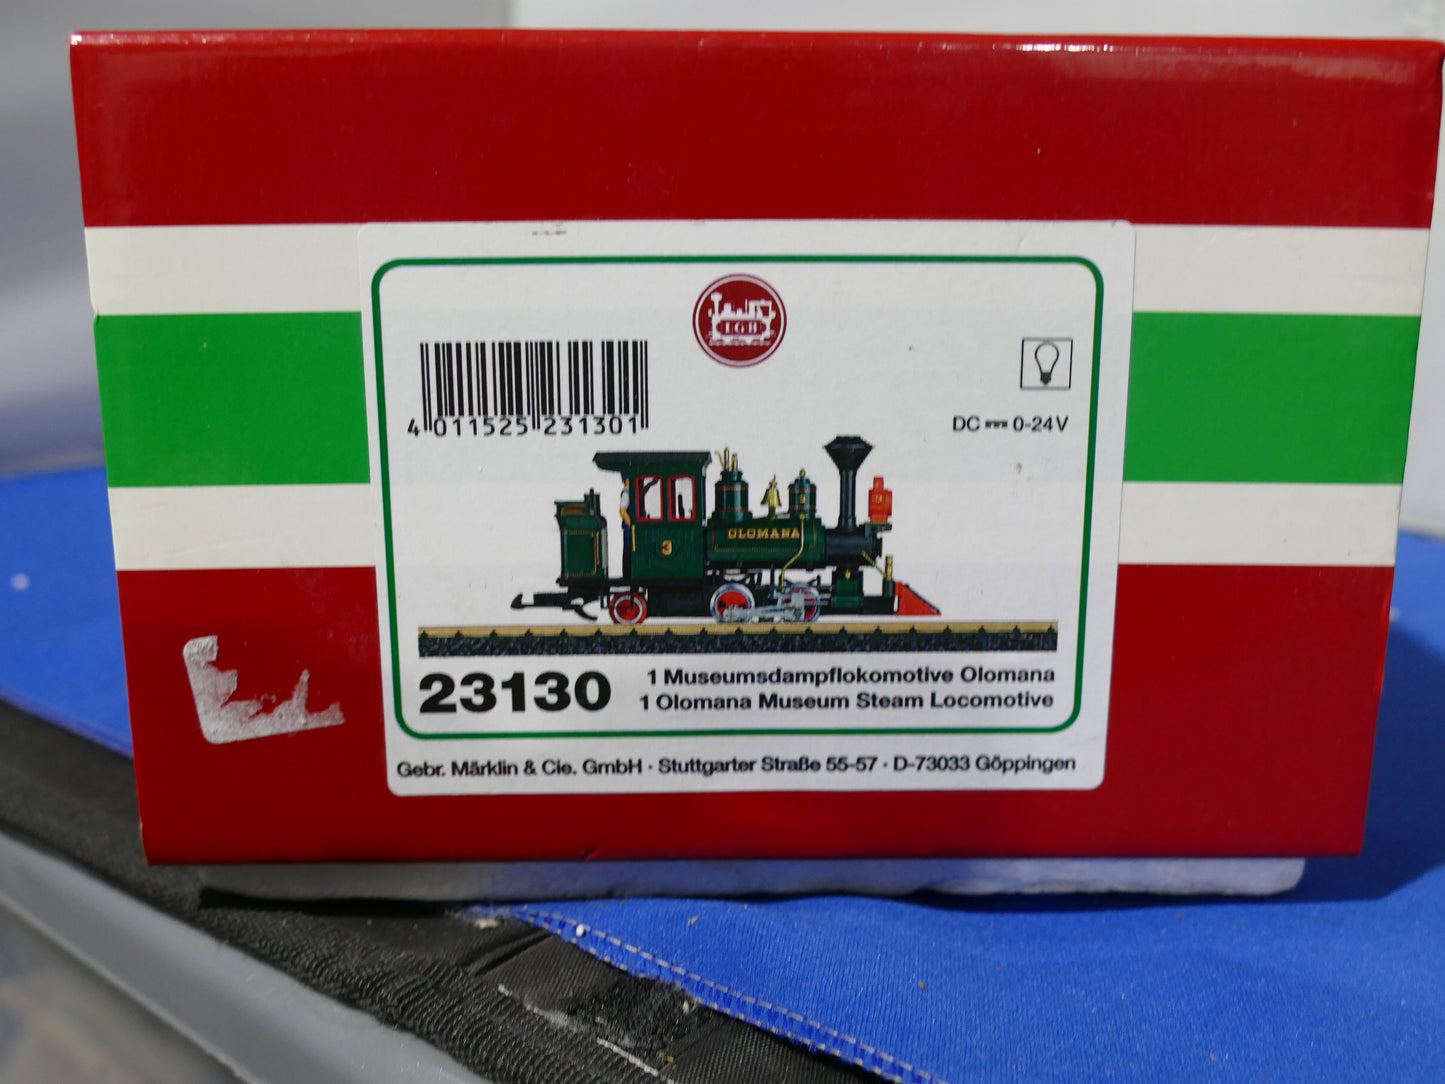 LGB
4 011525 231301
DC 0-24V
3
OLOMANA
3
23130
1 Museumsdampflokomotive Olomana
1 Olomana Museum Steam Locomotive
Gebr. Märklin & Cie. GmbH · Stuttgarter Straße 55-57 · D-73033 Göppingen